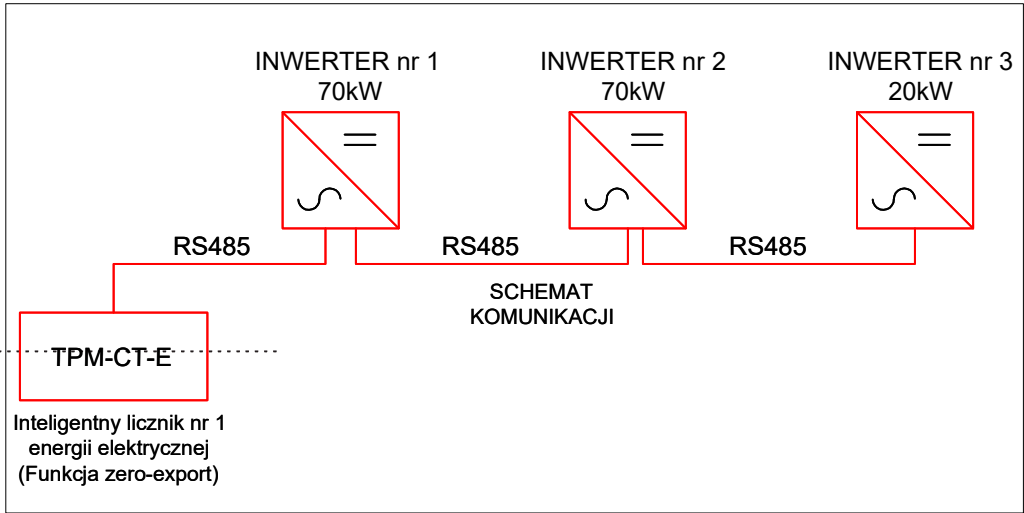 INWERTER nr 1
70kW
INWERTER nr 2
70kW
INWERTER nr 3
20kW
RS485
RS485
RS485
SCHEMAT
KOMUNIKACJI
TPM-CT-E
Inteligentny licznik nr 1
energii elektrycznej
(Funkcja zero-export)